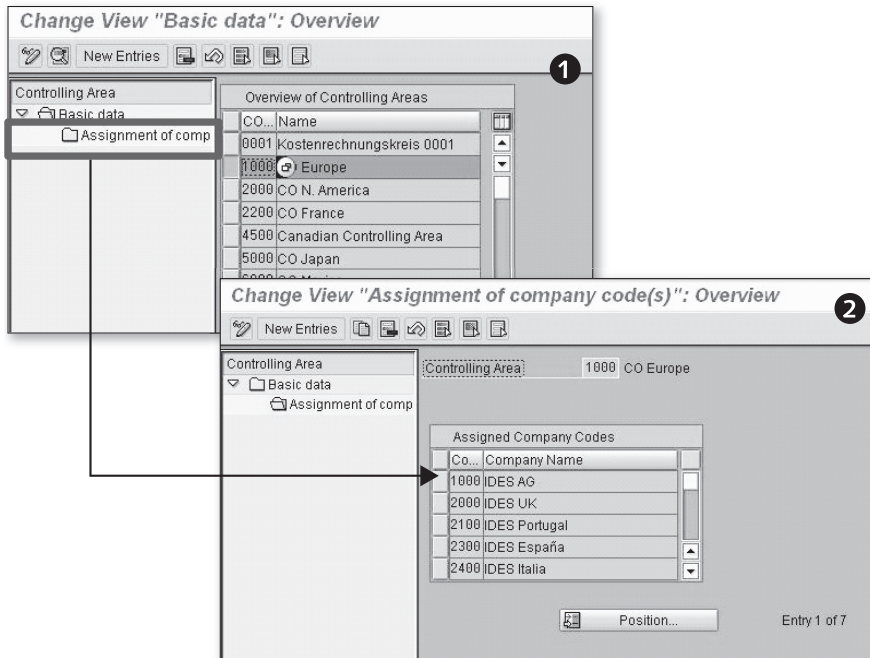 Change View "Basic data": Overview
New Entries
1
Controlling Area
Basic data
Assignment of comp
Overview of Controlling Areas
CO... Name
0001 Kostenrechnungskreis 0001
1000 Europe
2000 CO N. America
2200 CO France
4500 Canadian Controlling Area
5000 CO Japan
Change View "Assignment of company code(s)": Overview
2
New Entries
Controlling Area
Basic data
Assignment of comp
Controlling Area 1000 CO Europe
Assigned Company Codes
Co... Company Name
1000 IDES AG
2000 IDES UK
2100 IDES Portugal
2300 IDES España
2400 IDES Italia
Position...
Entry 1 of 7